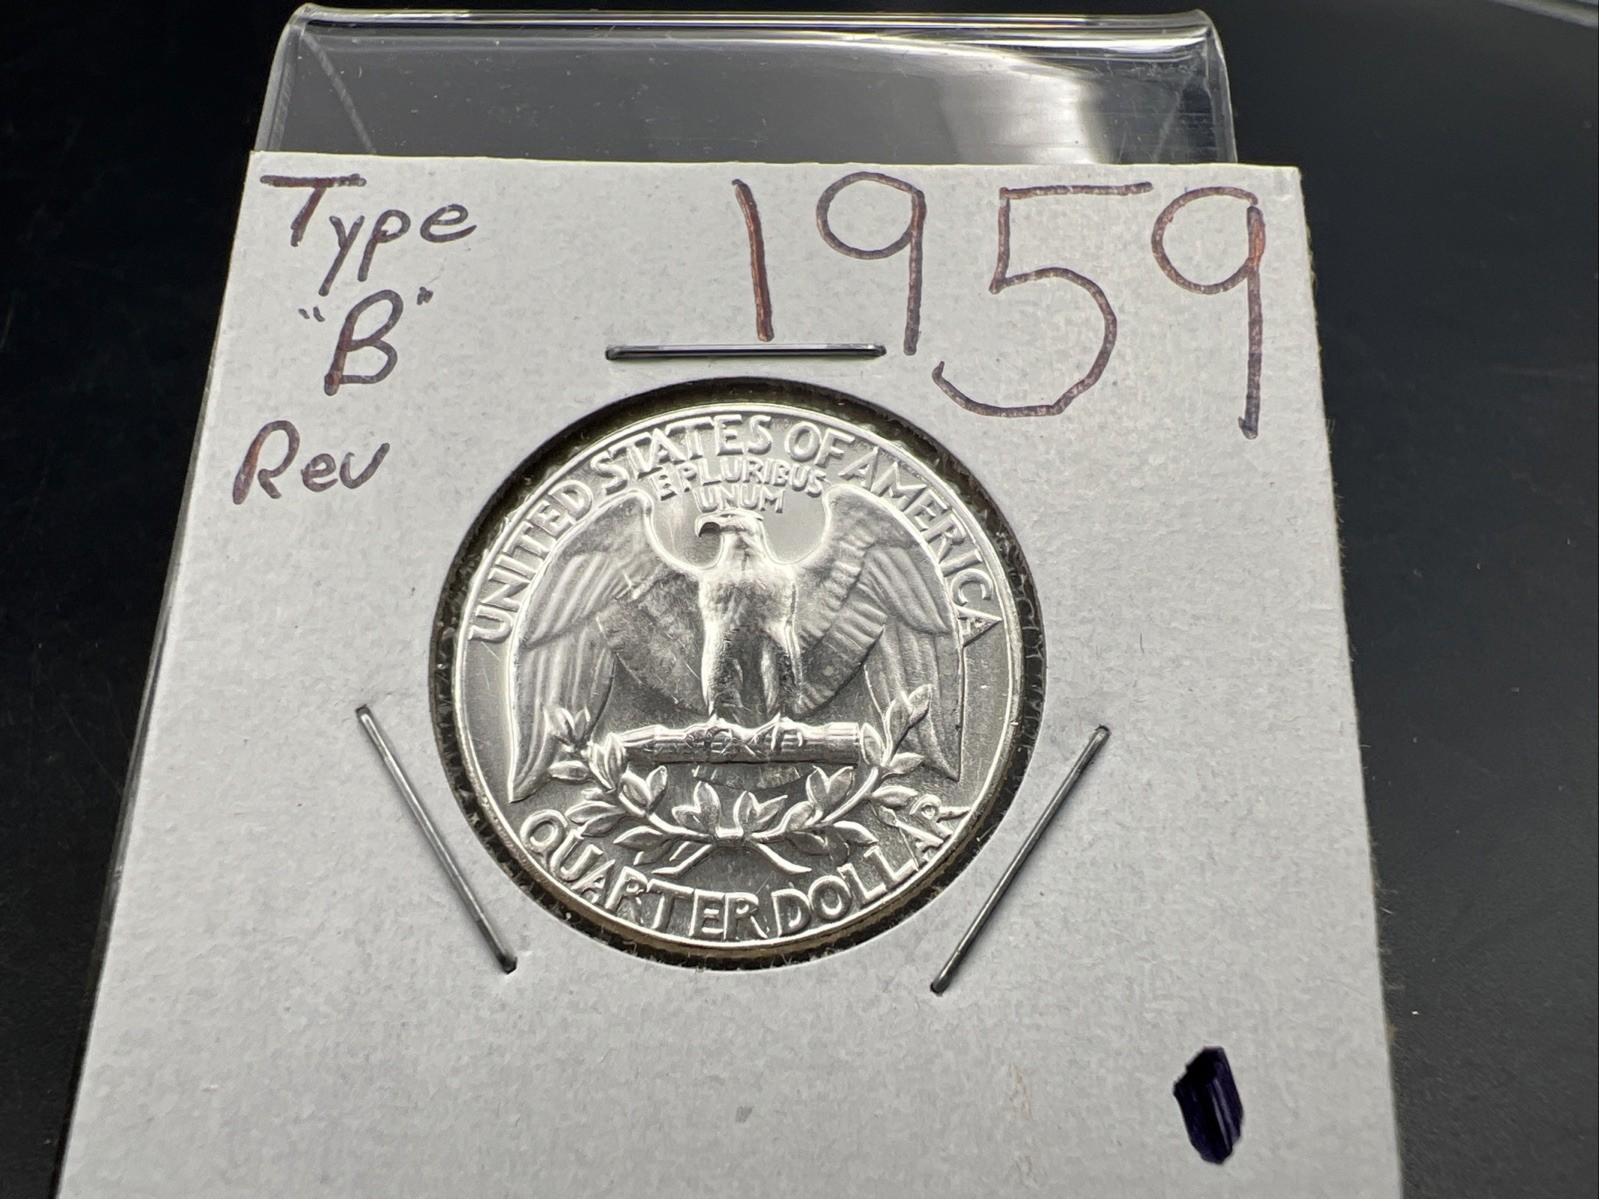 Type
"B"
Rev
1959
UNITED STATES OF AMERICA
E PLURIBUS
UNUM
QUARTER DOLLAR